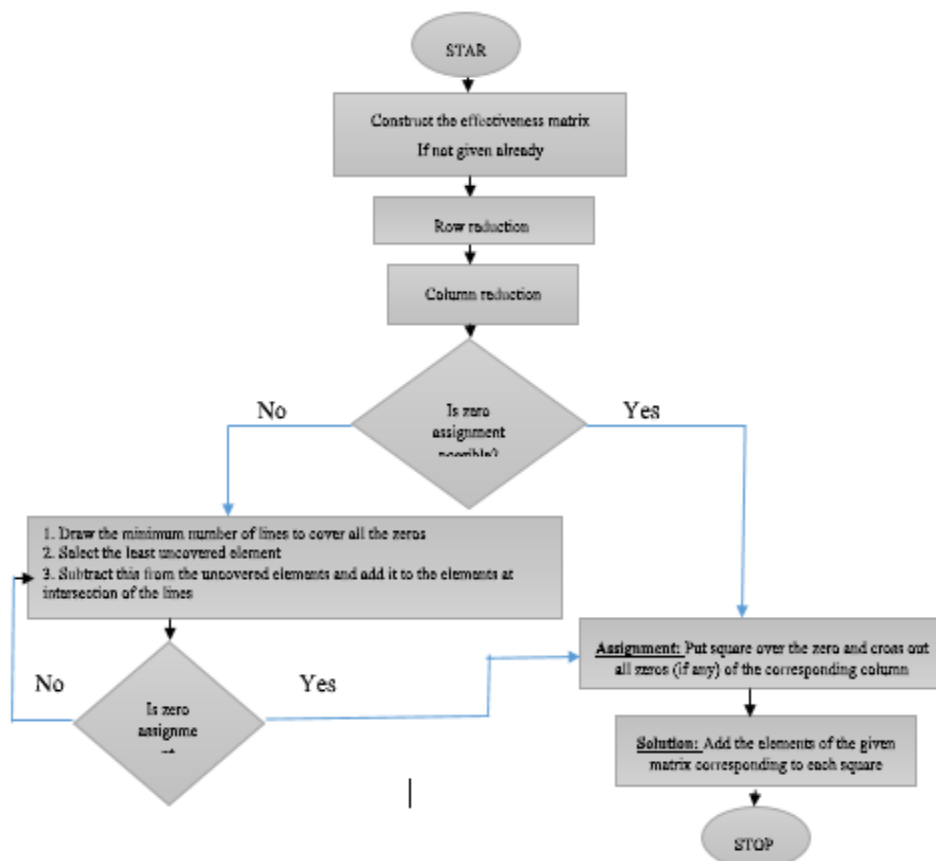 STAR
Construct the effectiveness matrix
If not given already
Row reduction
Column reduction
No
Yes
Is zero
assignment
possible?
1. Draw the minimum number of lines to cover all the zeros
2. Select the least uncovered element
3. Subtract this from the uncovered elements and add it to the elements at
intersection of the lines
No
Yes
Is zero
assignme
Assignment: Put square over the zero and cross out
all zeros (if any) of the corresponding column
Solution: Add the elements of the given
matrix corresponding to each square
STOP